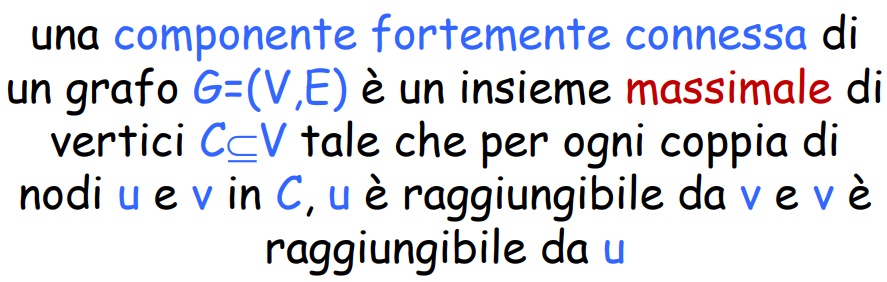 una componente fortemente connessa di
un grafo G=(V,E) è un insieme massimale di
vertici C⊆V tale che per ogni coppia di
nodi u e v in C, u è raggiungibile da v e v è
raggiungibile da u